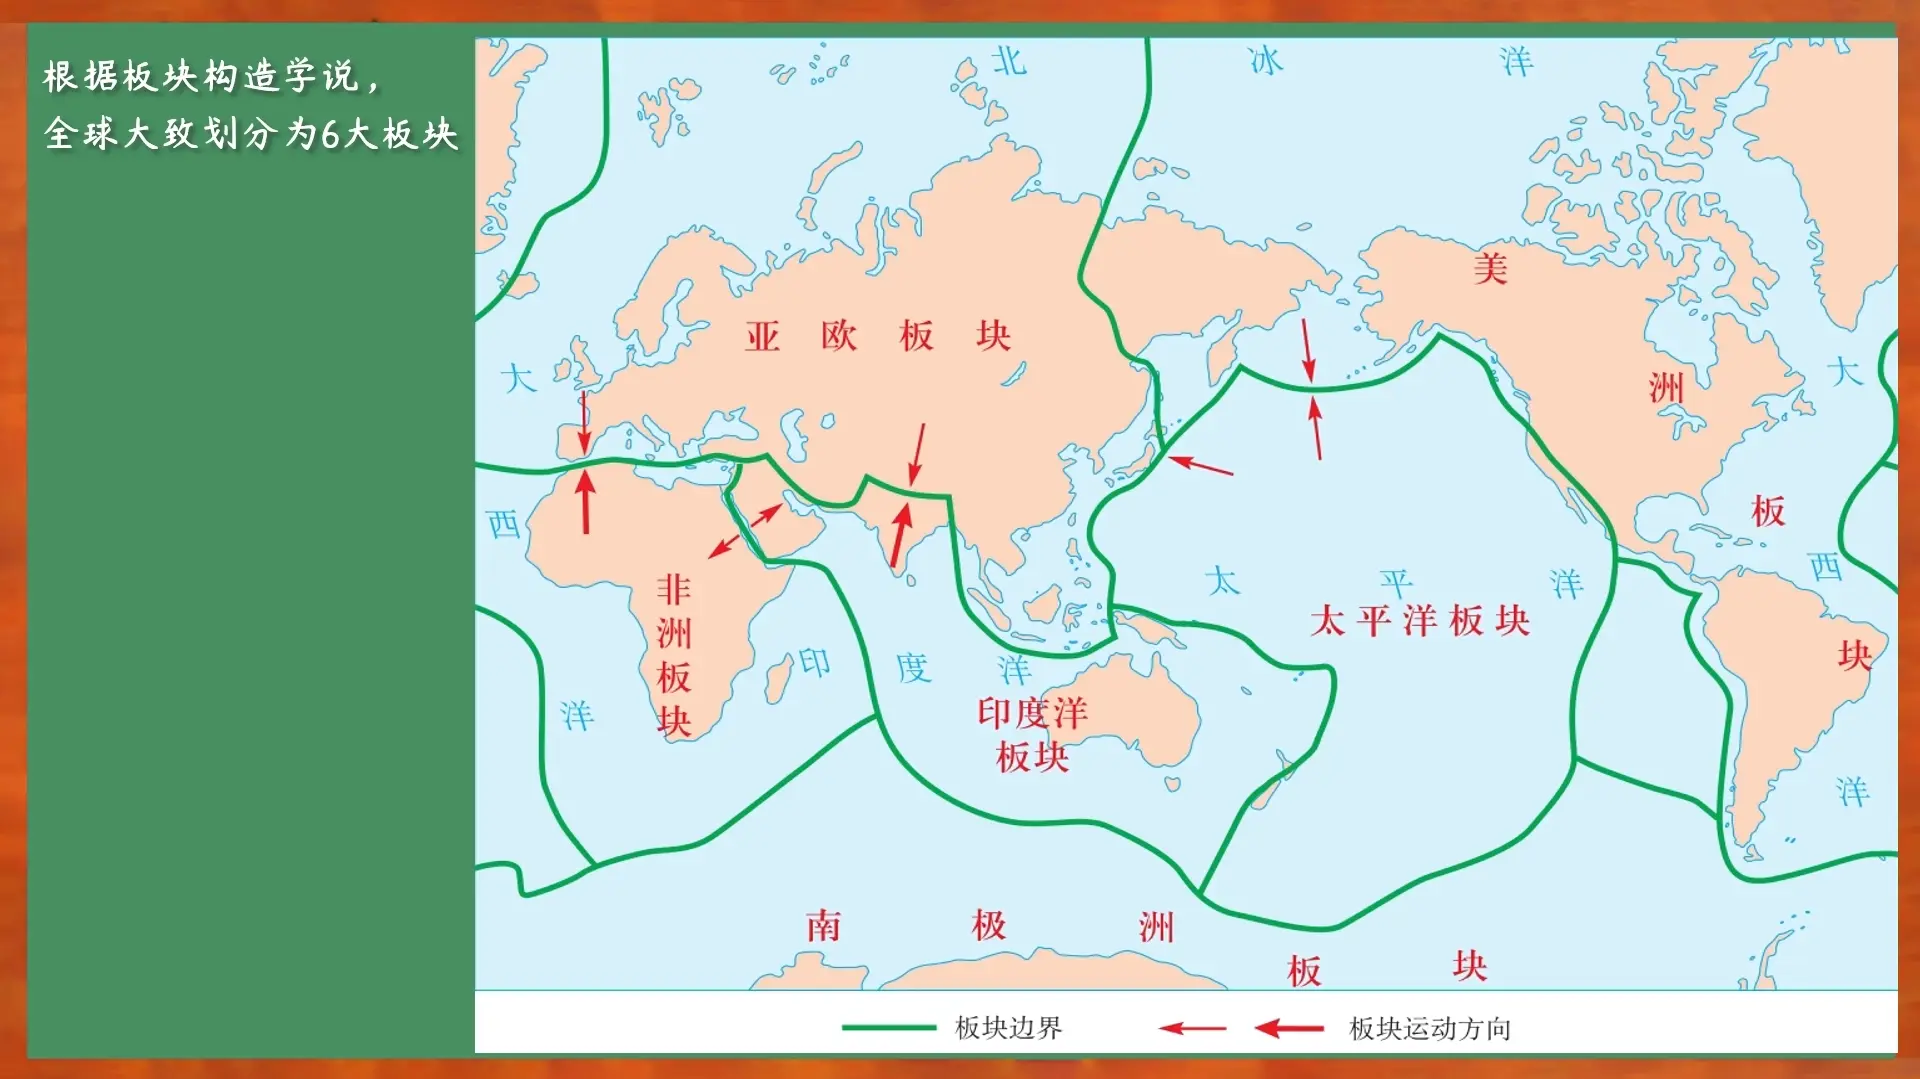 根据板块构造学说，
全球大致划分为6大板块
北冰洋
美洲板块
亚欧板块
大西洋
大西洋
太平洋
太平洋板块
非洲板块
印度洋
印度洋
板块
南极洲板块
板块边界
板块运动方向